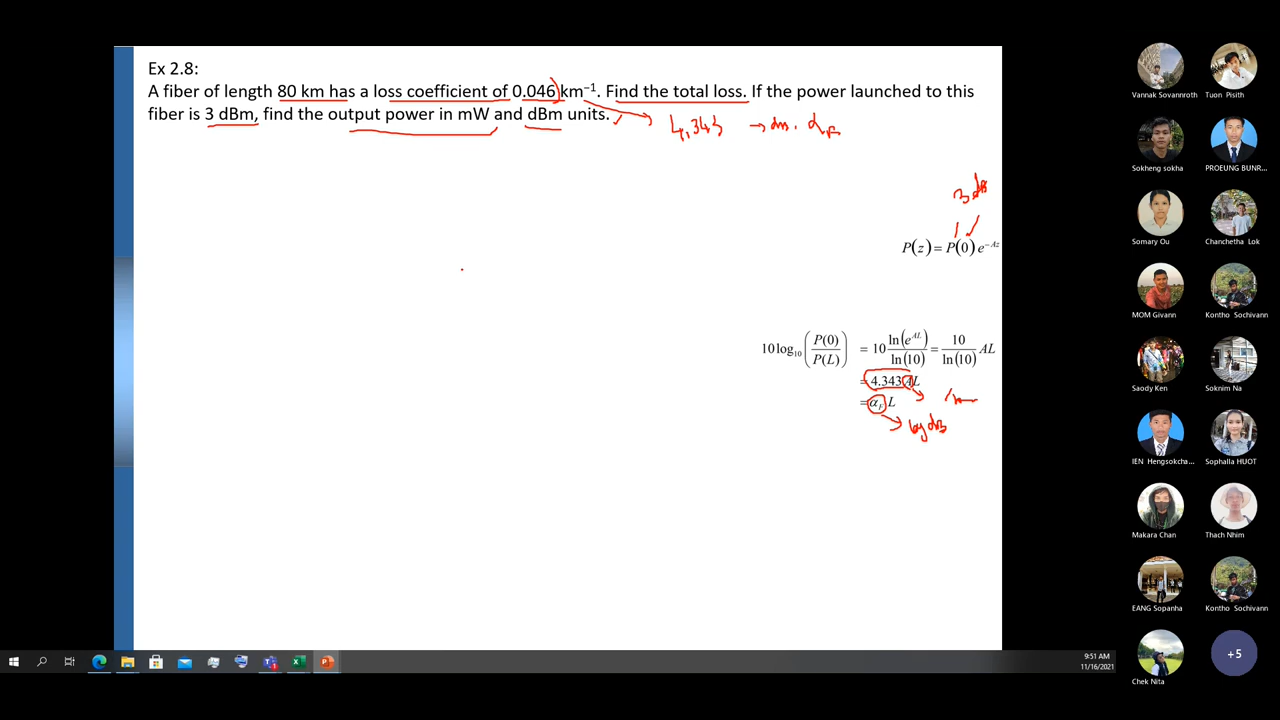 Ex 2.8:
A fiber of length 80 km has a loss coefficient of 0.046 km⁻¹. Find the total loss. If the power launched to this
fiber is 3 dBm, find the output power in mW and dBm units.
4,343
3 dB
P(z) = P(0) e^{-Az}
10 log₁₀ (P(0)/P(L)) = 10 ln(e^{AL})/ln(10) = 10/ln(10) AL
= 4.343 AL
= α_F L
Vannak Sovannroth
Tuon Pisith
Sokheng sokha
PROEUNG BUNR...
Somary Ou
Chanchetha Lok
MOM Givann
Kontho Sochivann
Saody Ken
Soknim Na
IEN Hengsokcha...
Sophalla HUOT
Makara Chan
Thach Nhim
EANG Sopanha
Kontho Sochivann
Chek Nita
+5
9:51 AM
11/16/2021